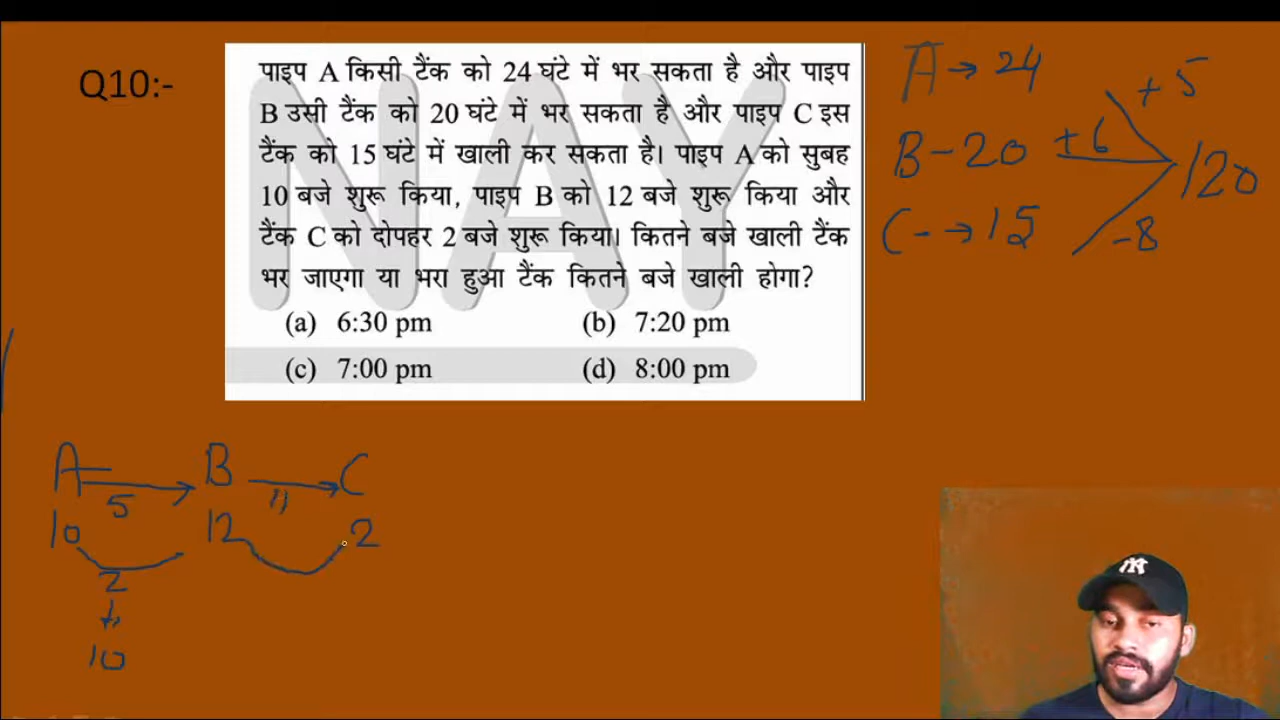 Q10:-
पाइप A किसी टैंक को 24 घंटे में भर सकता है और पाइप
B उसी टैंक को 20 घंटे में भर सकता है और पाइप C इस
टैंक को 15 घंटे में खाली कर सकता है। पाइप A को सुबह
10 बजे शुरू किया, पाइप B को 12 बजे शुरू किया और
टैंक C को दोपहर 2 बजे शुरू किया। कितने बजे खाली टैंक
भर जाएगा या भरा हुआ टैंक कितने बजे खाली होगा?
(a) 6:30 pm (b) 7:20 pm
(c) 7:00 pm (d) 8:00 pm
NAY
A → 24 +5
B - 20 +6 120
C - → 15 -8
A B C
5 11
10 12 2
2
10